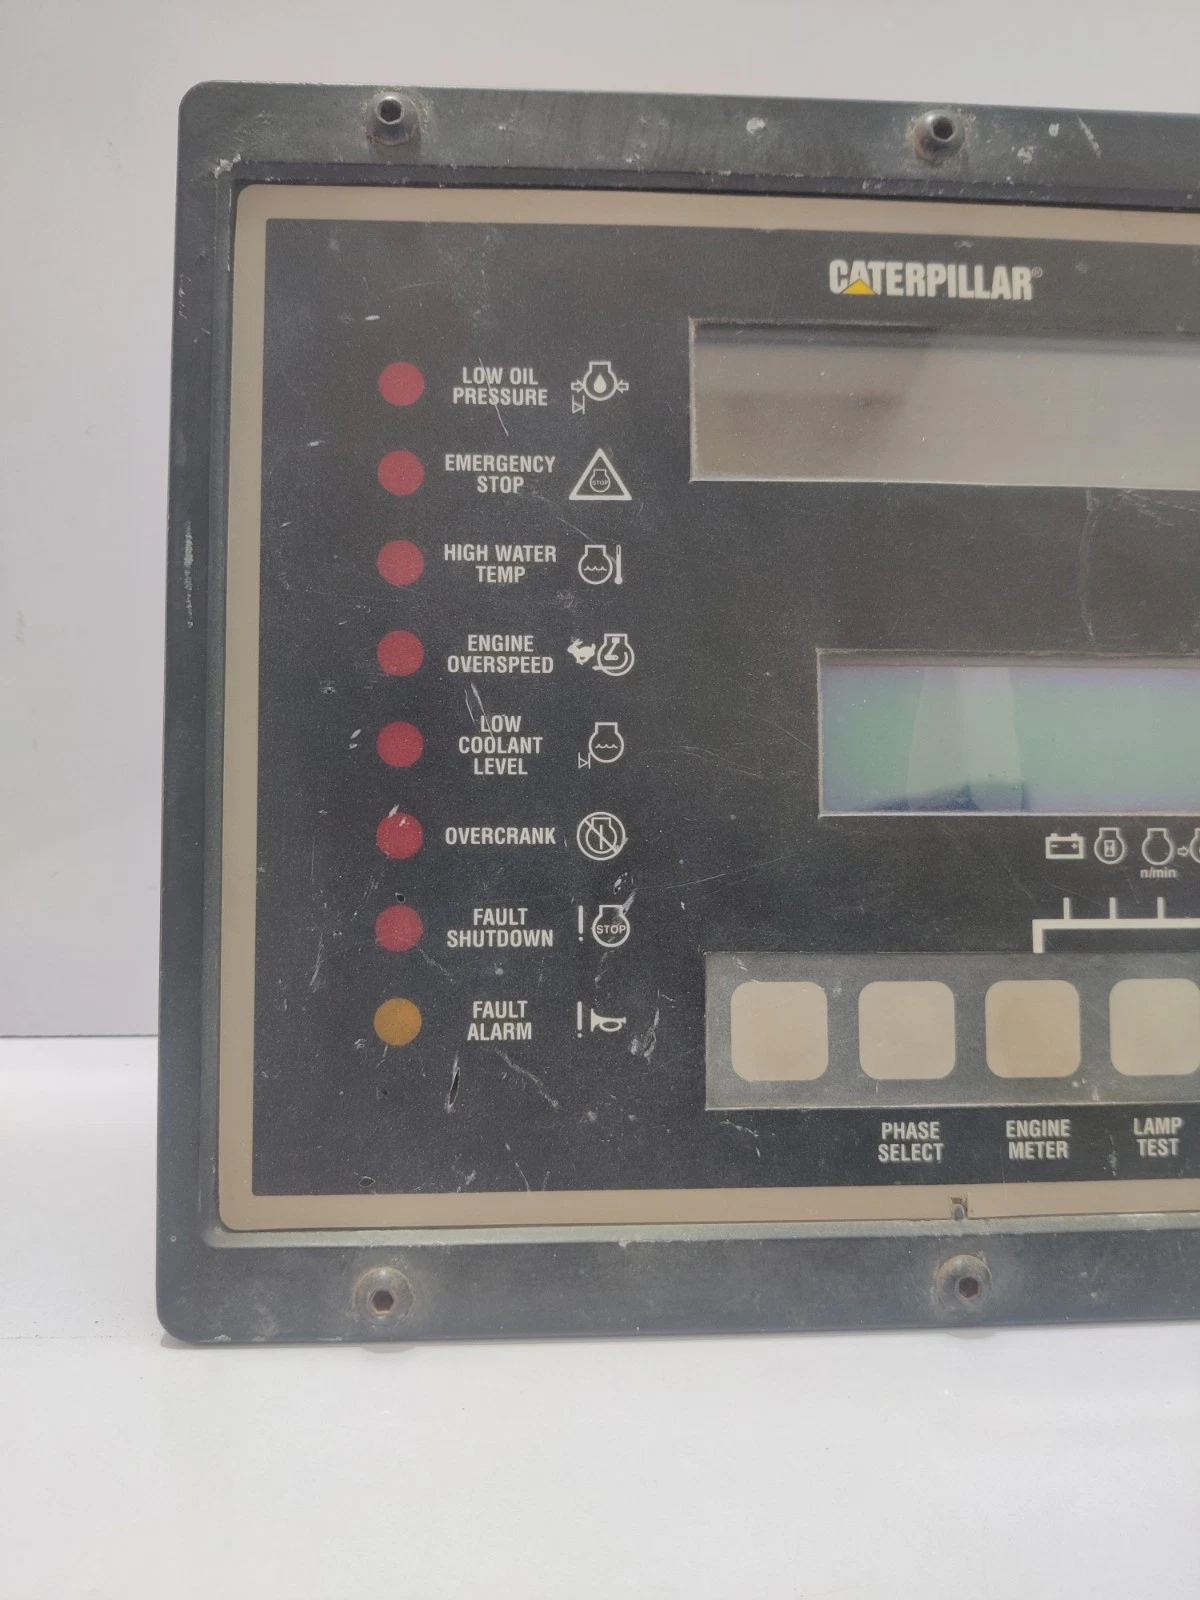 CATERPILLAR®
LOW OIL
PRESSURE
EMERGENCY
STOP
STOP
HIGH WATER
TEMP
ENGINE
OVERSPEED
LOW
COOLANT
LEVEL
OVERCRANK
n/min
FAULT
SHUTDOWN
STOP
FAULT
ALARM
PHASE
SELECT
ENGINE
METER
LAMP
TEST